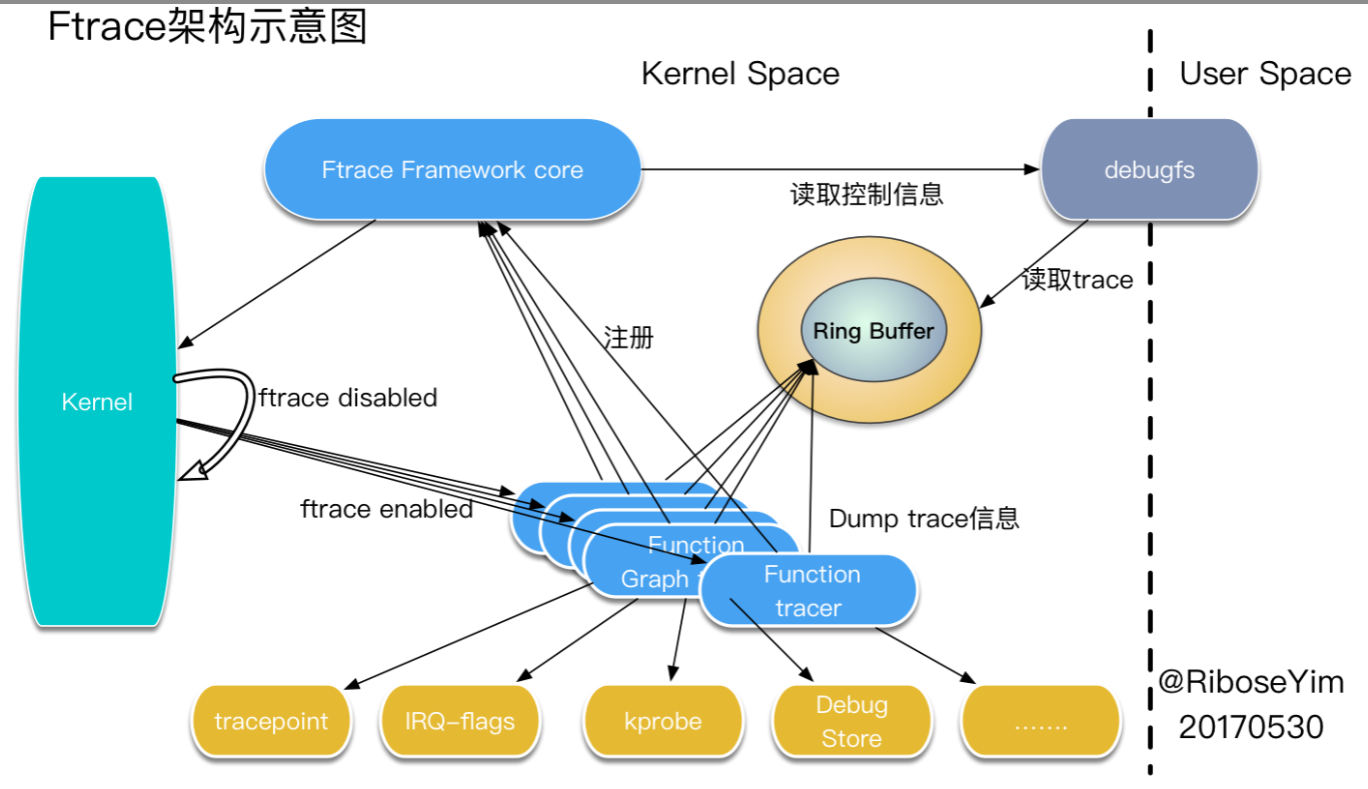 Ftrace架构示意图
Kernel Space
User Space
Ftrace Framework core
debugfs
读取控制信息
读取trace
Ring Buffer
注册
Kernel
ftrace disabled
ftrace enabled
Dump trace信息
Function
Graph
Function
tracer
tracepoint
IRQ-flags
kprobe
Debug
Store
.......
@RiboseYim
20170530